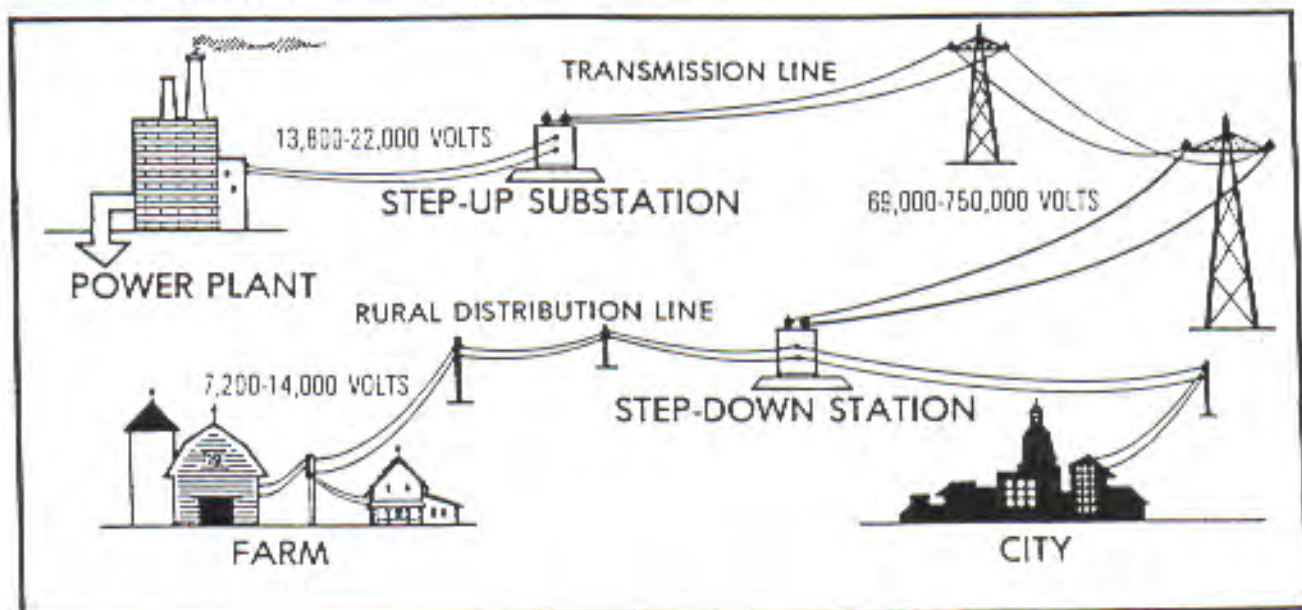 TRANSMISSION LINE
13,800-22,000 VOLTS
STEP-UP SUBSTATION
69,000-750,000 VOLTS
POWER PLANT
RURAL DISTRIBUTION LINE
7,200-14,000 VOLTS
STEP-DOWN STATION
FARM
CITY